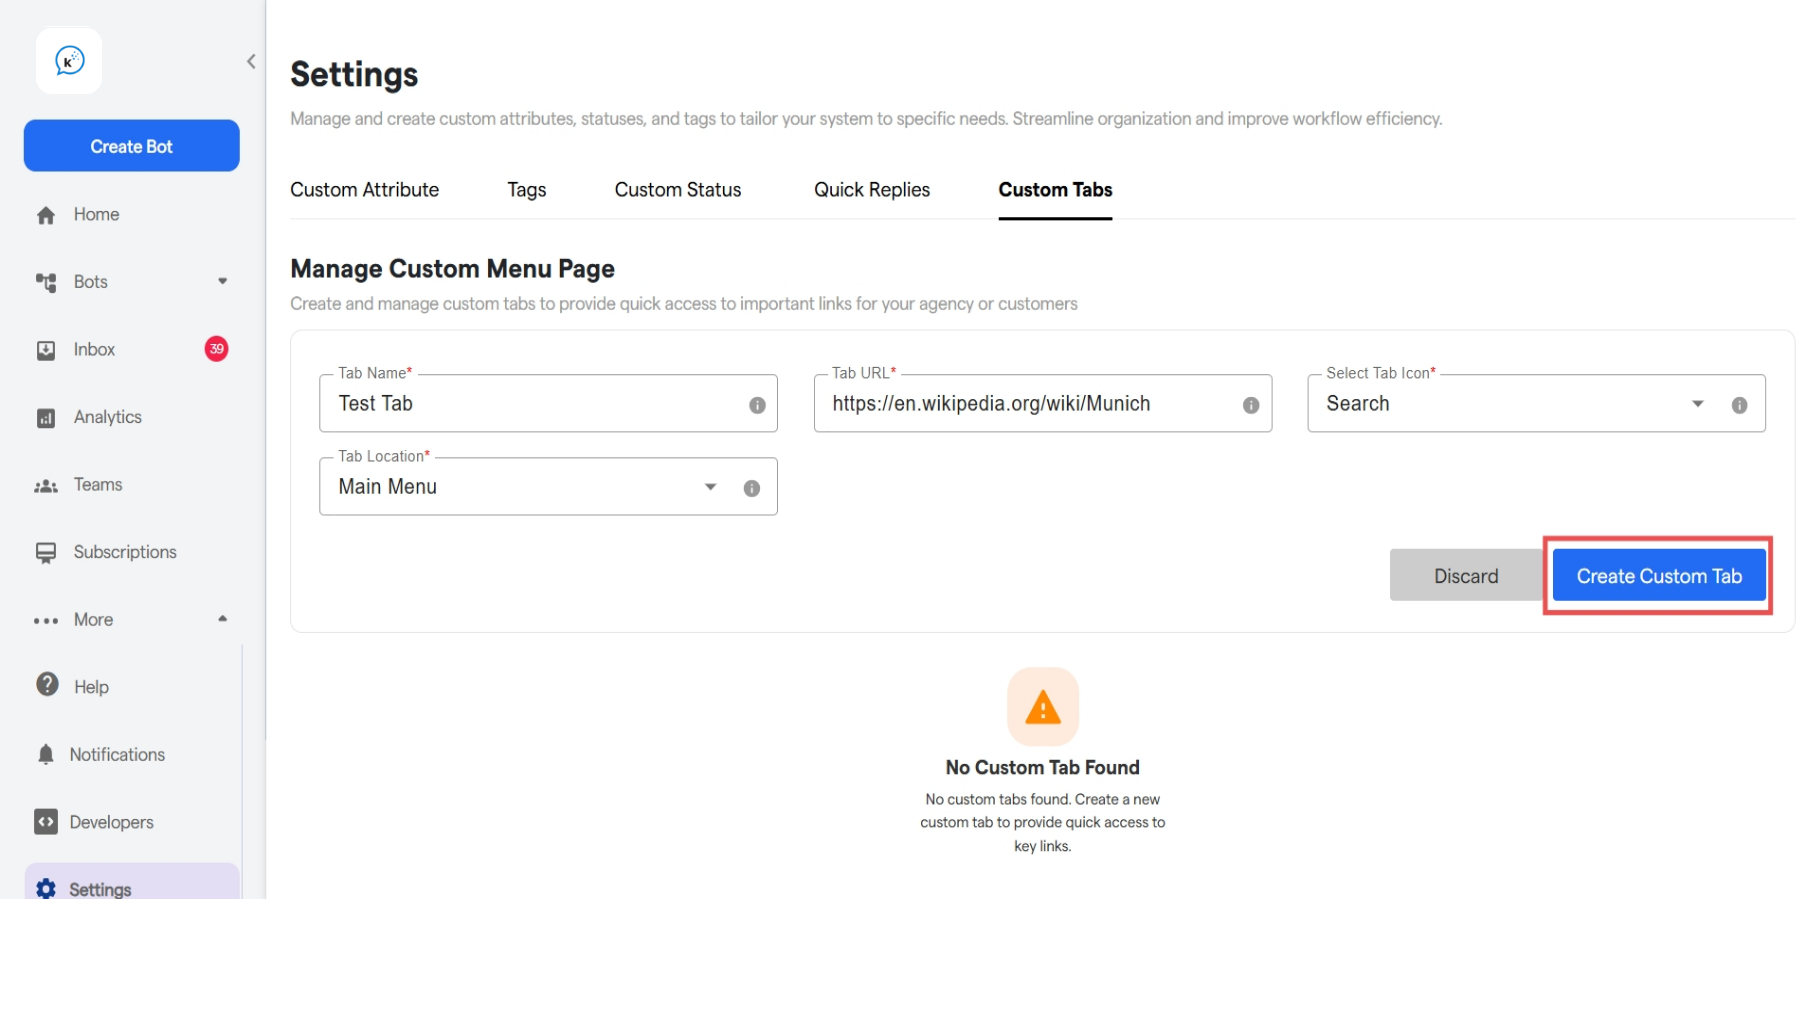 K
Create Bot
Home
Bots
Inbox
39
Analytics
Teams
Subscriptions
More
Help
Notifications
Developers
Settings
Settings
Manage and create custom attributes, statuses, and tags to tailor your system to specific needs. Streamline organization and improve workflow efficiency.
Custom Attribute
Tags
Custom Status
Quick Replies
Custom Tabs
Manage Custom Menu Page
Create and manage custom tabs to provide quick access to important links for your agency or customers
Tab Name*
Test Tab
Tab URL*
https://en.wikipedia.org/wiki/Munich
Select Tab Icon*
Search
Tab Location*
Main Menu
Discard
Create Custom Tab
No Custom Tab Found
No custom tabs found. Create a new
custom tab to provide quick access to
key links.